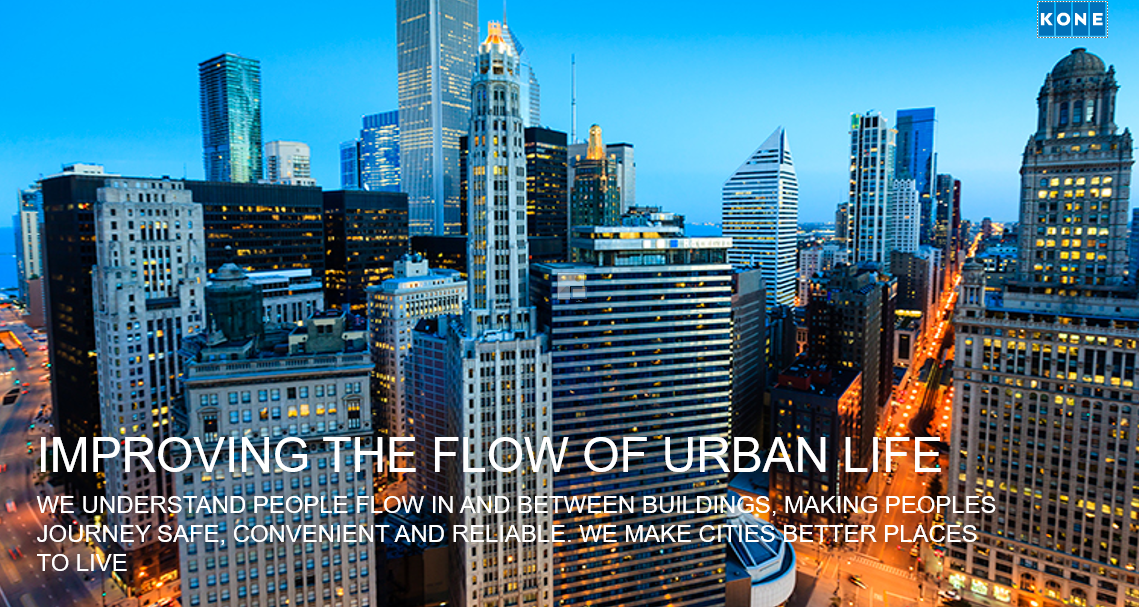 KONE
IMPROVING THE FLOW OF URBAN LIFE
WE UNDERSTAND PEOPLE FLOW IN AND BETWEEN BUILDINGS, MAKING PEOPLES
JOURNEY SAFE, CONVENIENT AND RELIABLE. WE MAKE CITIES BETTER PLACES
TO LIVE